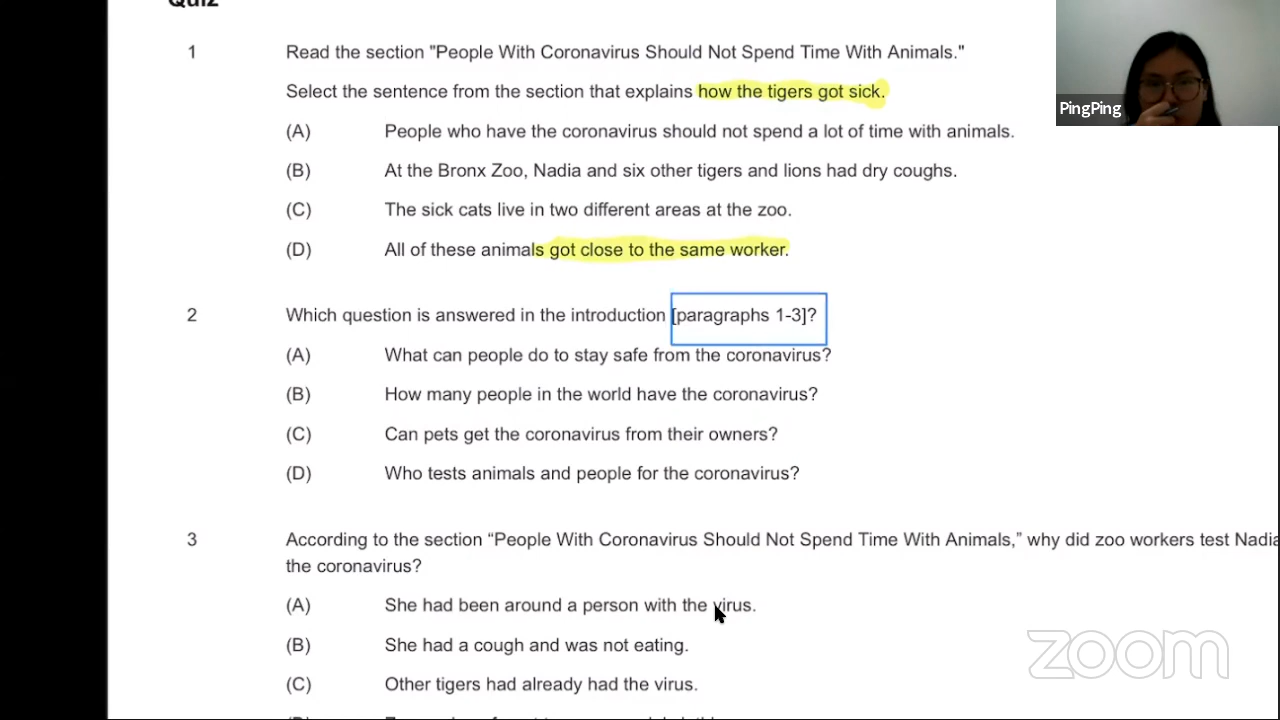 Quiz
1 Read the section "People With Coronavirus Should Not Spend Time With Animals."
Select the sentence from the section that explains how the tigers got sick.
(A) People who have the coronavirus should not spend a lot of time with animals.
(B) At the Bronx Zoo, Nadia and six other tigers and lions had dry coughs.
(C) The sick cats live in two different areas at the zoo.
(D) All of these animals got close to the same worker.
2 Which question is answered in the introduction [paragraphs 1-3]?
(A) What can people do to stay safe from the coronavirus?
(B) How many people in the world have the coronavirus?
(C) Can pets get the coronavirus from their owners?
(D) Who tests animals and people for the coronavirus?
3 According to the section “People With Coronavirus Should Not Spend Time With Animals,” why did zoo workers test Nadia
the coronavirus?
(A) She had been around a person with the virus.
(B) She had a cough and was not eating.
(C) Other tigers had already had the virus.
PingPing
zoom